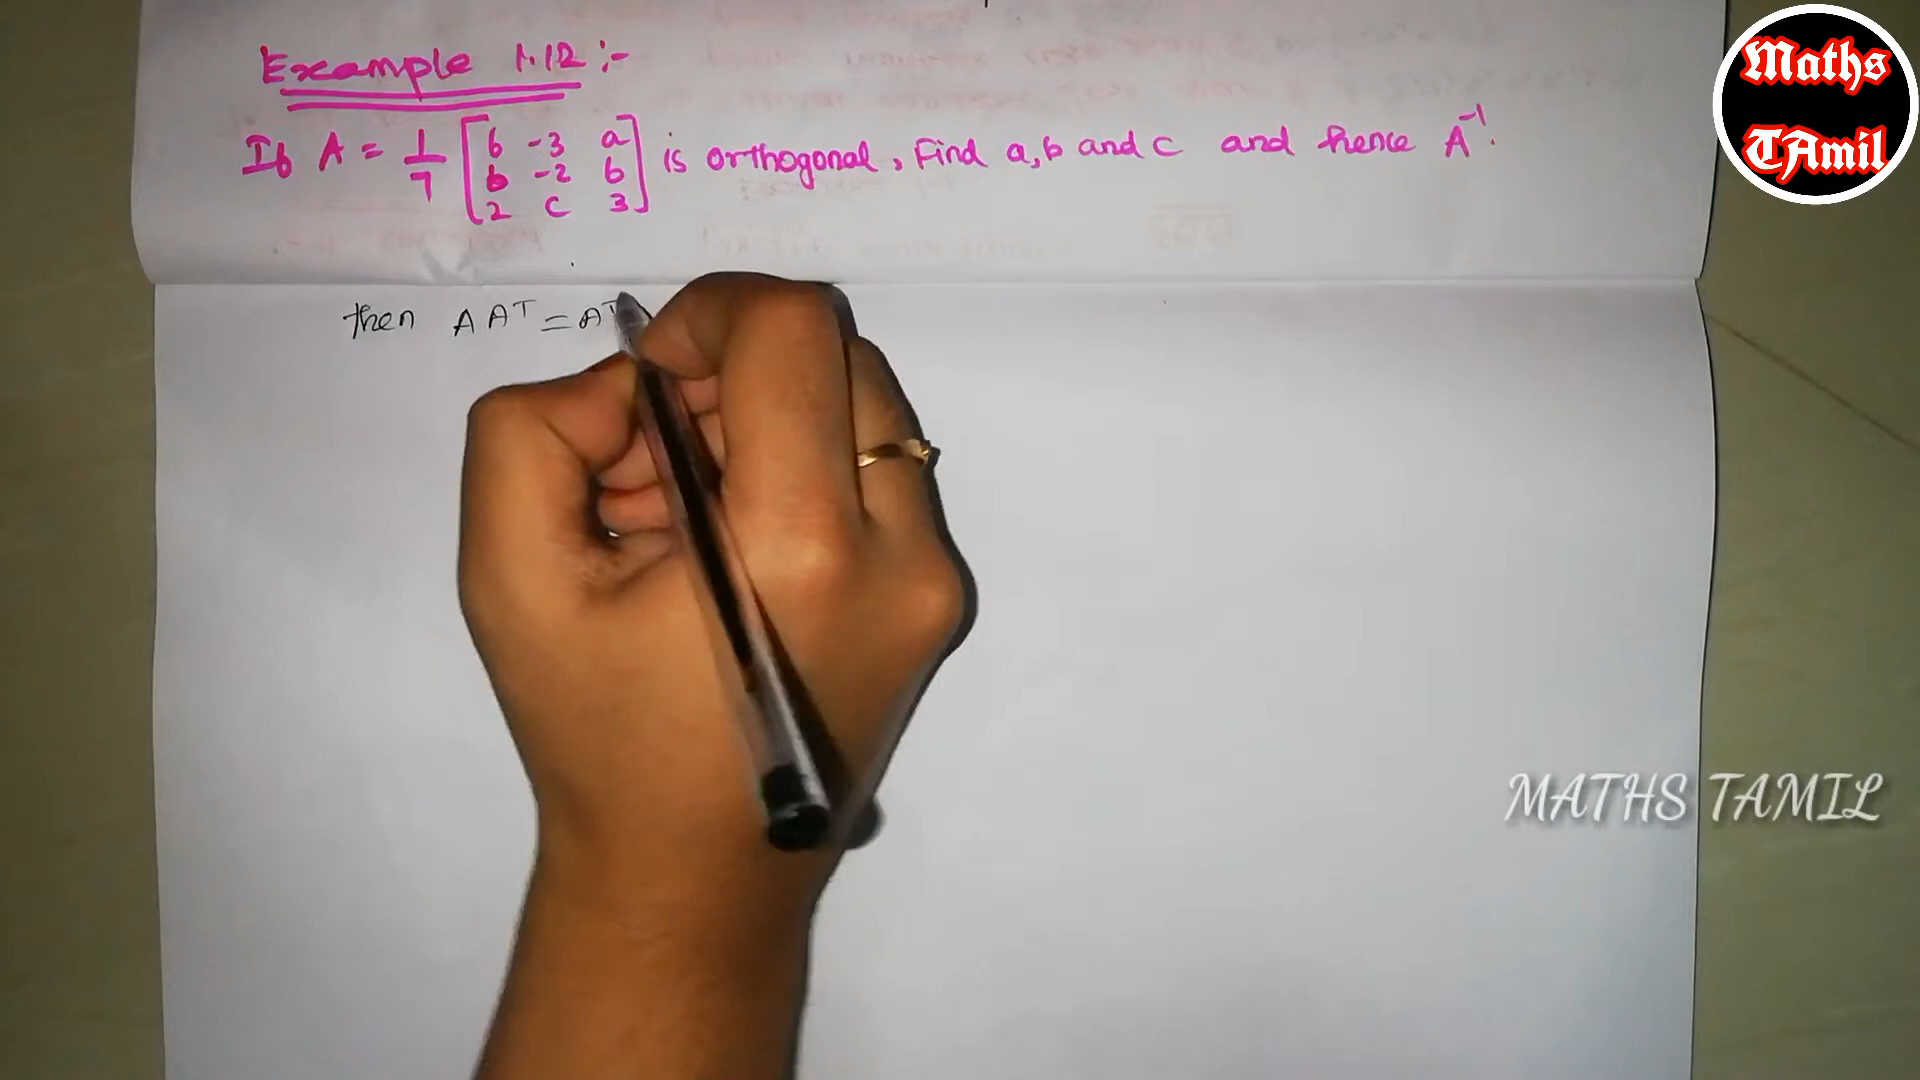 Example 1.12 :-
If A = 1/7 [6 -3 a
b -2 6
2 c 3] is orthogonal, Find a, b and c and hence A⁻¹.
then A Aᵀ = Aᵀ
Maths
TAmil
MATHS TAMIL